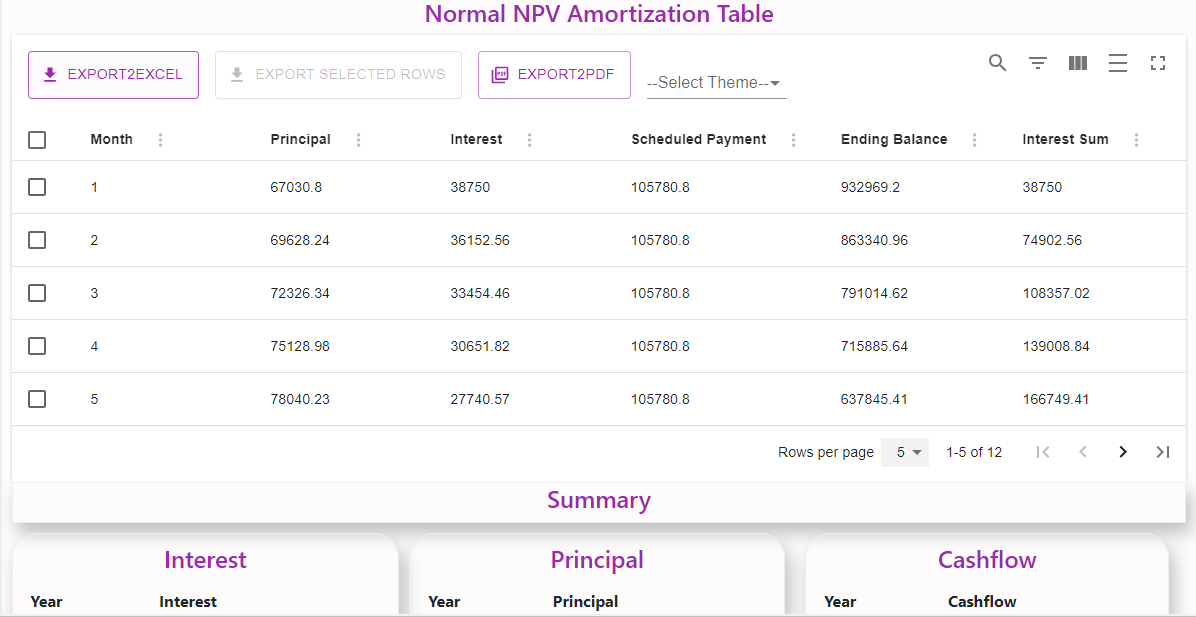 Normal NPV Amortization Table
EXPORT2EXCEL EXPORT SELECTED ROWS PDF EXPORT2PDF --Select Theme--
Month Principal Interest Scheduled Payment Ending Balance Interest Sum
1 67030.8 38750 105780.8 932969.2 38750
2 69628.24 36152.56 105780.8 863340.96 74902.56
3 72326.34 33454.46 105780.8 791014.62 108357.02
4 75128.98 30651.82 105780.8 715885.64 139008.84
5 78040.23 27740.57 105780.8 637845.41 166749.41
Rows per page 5 1-5 of 12
Summary
Interest Principal Cashflow
Year Interest Year Principal Year Cashflow